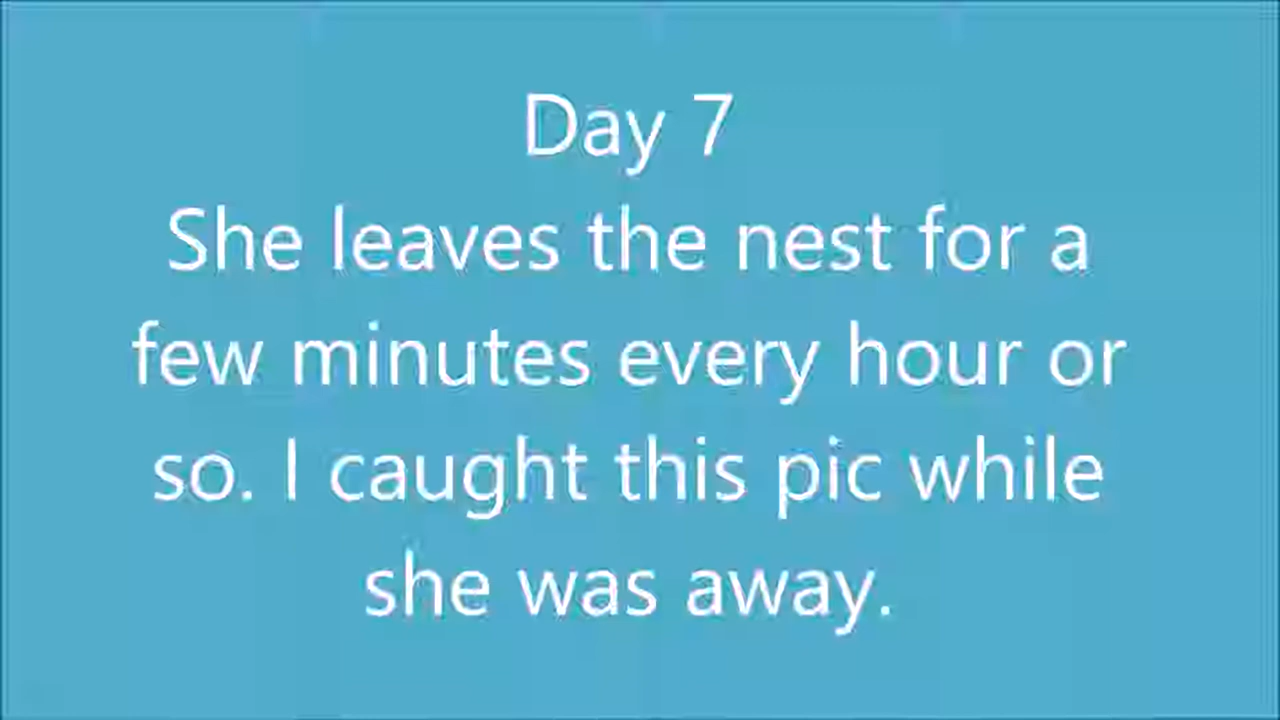 Day 7
She leaves the nest for a
few minutes every hour or
so. I caught this pic while
she was away.